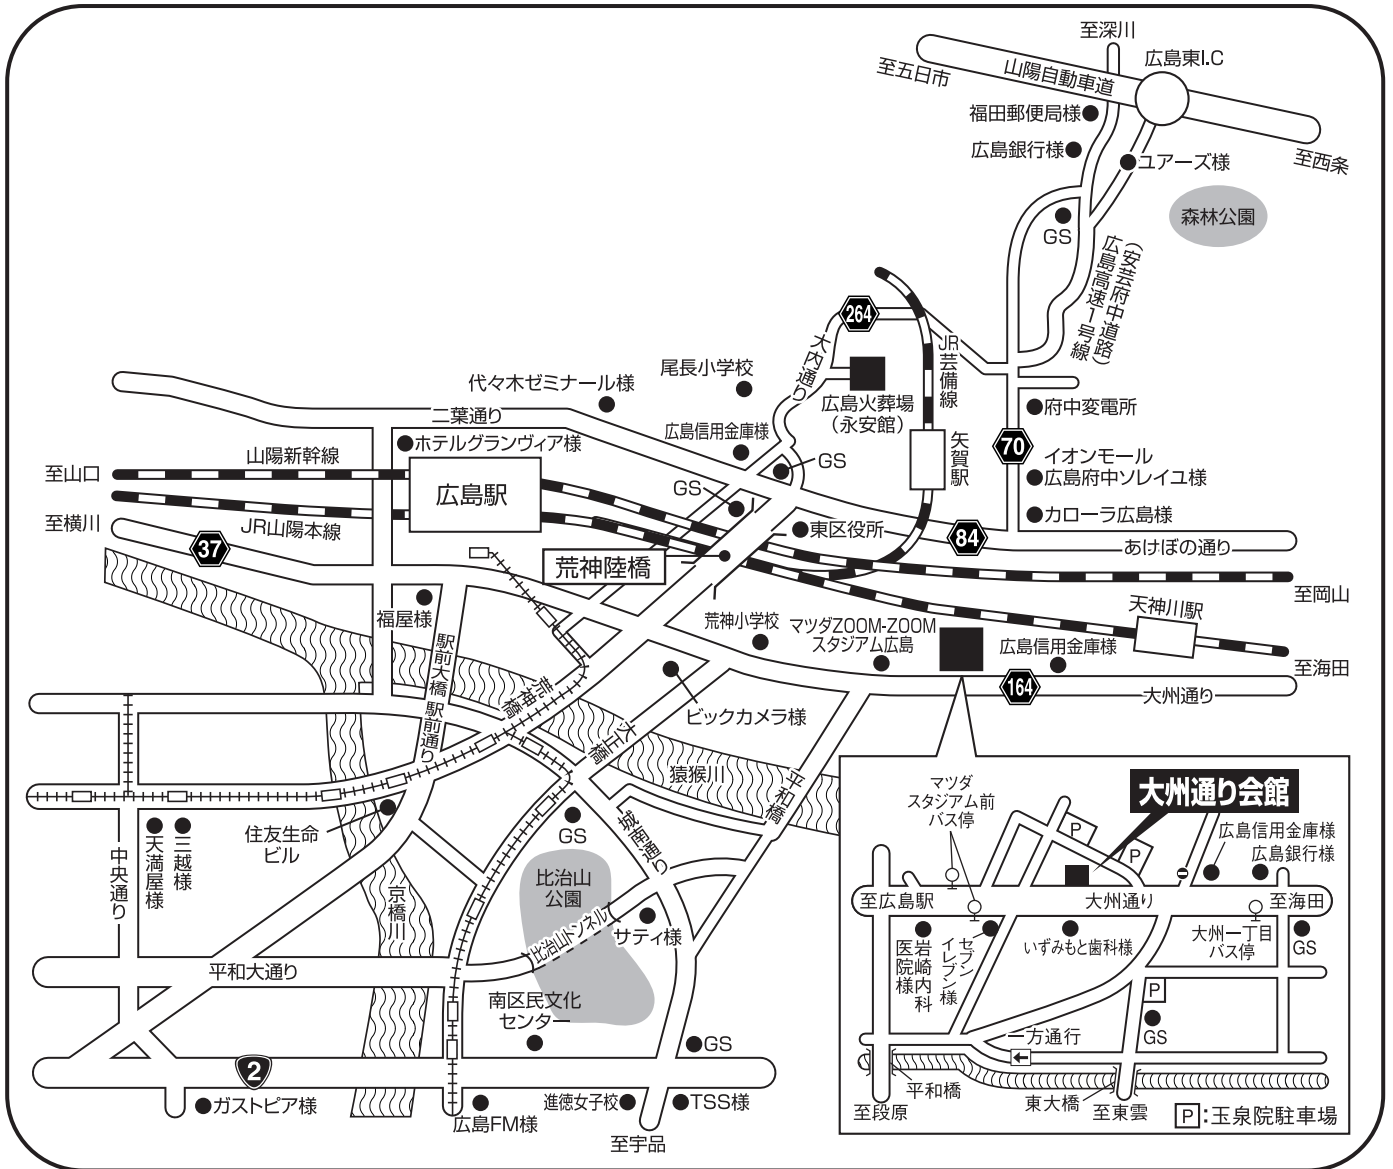 至深川
広島東I.C
至五日市
山陽自動車道
福田郵便局様
広島銀行様
ユアーズ様
至西条
森林公園
GS
(安芸府中道路)
広島高速1号線
264
大内通り
JR芸備線
尾長小学校
代々木ゼミナール様
広島火葬場
(永安館)
府中変電所
二葉通り
広島信用金庫様
ホテルグランヴィア様
GS
矢賀駅
70
イオンモール
広島府中ソレイユ様
山陽新幹線
至山口
広島駅
GS
カローラ広島様
至横川
JR山陽本線
東区役所
84
あけぼの通り
37
荒神陸橋
至岡山
福屋様
荒神小学校
マツダZOOM-ZOOM
スタジアム広島
天神川駅
広島信用金庫様
至海田
駅前大橋
荒神橋
164
大州通り
ビックカメラ様
駅前通り
大正橋
猿猴川
平和橋
住友生命
ビル
GS
城南通り
三越様
天満屋様
中央通り
京橋川
比治山
公園
比治山トンネル
サティ様
平和大通り
南区民文化
センター
GS
2
ガストピア様
広島FM様
進徳女子校
TSS様
至宇品
マツダ
スタジアム前
バス停
大州通り会館
P
P
広島信用金庫様
広島銀行様
至広島駅
大州通り
至海田
岩崎内科
医院様
セブン
イレブン様
いずみもと歯科様
大州一丁目
バス停
GS
P
GS
一方通行
平和橋
東大橋
至段原
至東雲
P:玉泉院駐車場